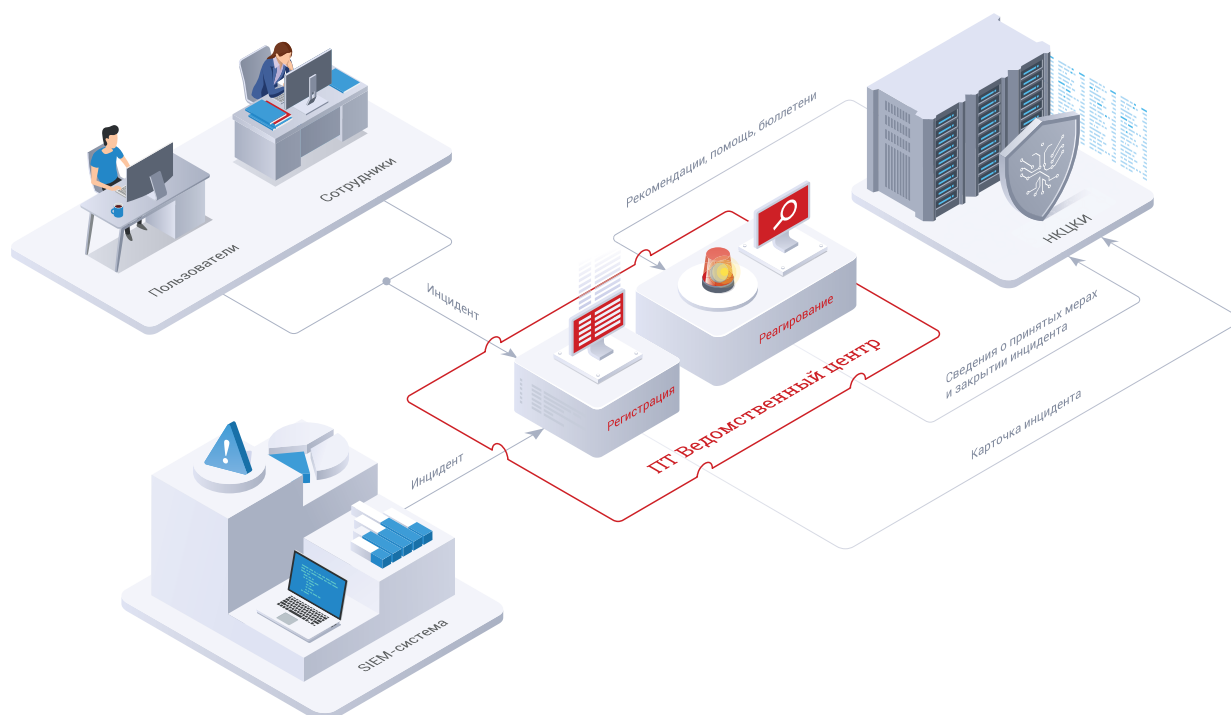 Сотрудники
Пользователи
Рекомендации, помощь, бюллетени
НКЦКИ
Инцидент
Реагирование
Регистрация
ПТ Ведомственный центр
Сведения о принятых мерах
и закрытии инцидента
Карточка инцидента
Инцидент
SIEM-система